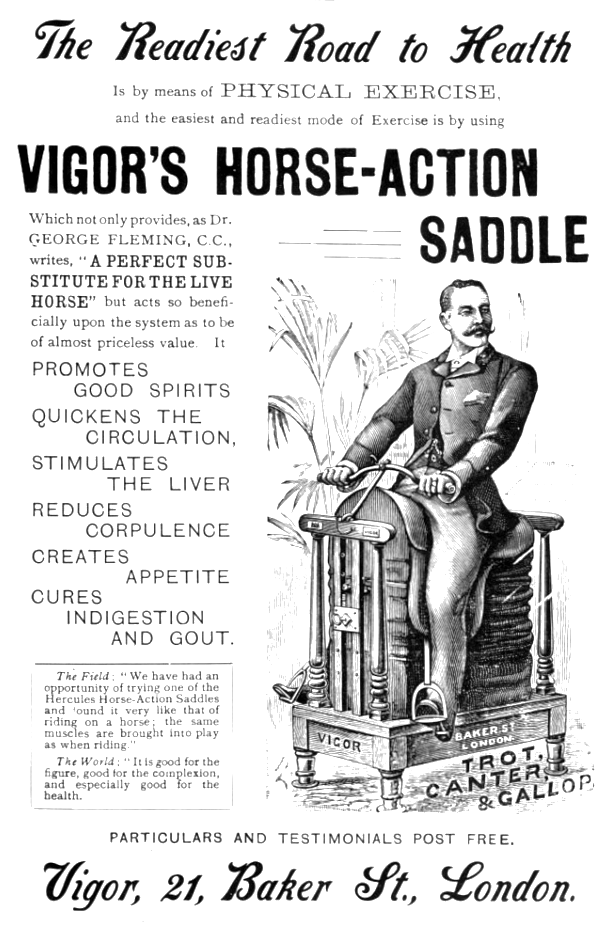 The Readiest Road to Health
Is by means of PHYSICAL EXERCISE,
and the easiest and readiest mode of Exercise is by using
VIGOR'S HORSE-ACTION
SADDLE
Which not only provides, as Dr.
GEORGE FLEMING, C.C.,
writes, "A PERFECT SUB-
STITUTE FOR THE LIVE
HORSE" but acts so benefi-
cially upon the system as to be
of almost priceless value. It
PROMOTES
GOOD SPIRITS
QUICKENS THE
CIRCULATION,
STIMULATES
THE LIVER
REDUCES
CORPULENCE
CREATES
APPETITE
CURES
INDIGESTION
AND GOUT.
The Field: "We have had an
opportunity of trying one of the
Hercules Horse-Action Saddles
and 'ound it very like that of
riding on a horse; the same
muscles are brought into play
as when riding."
The World: "It is good for the
figure, good for the complexion,
and especially good for the
health.
VIGOR
BAKER. ST
LONDON.
TROT,
CANTER,
& GALLOP.
PARTICULARS AND TESTIMONIALS POST FREE.
Vigor, 21, Baker St., London.